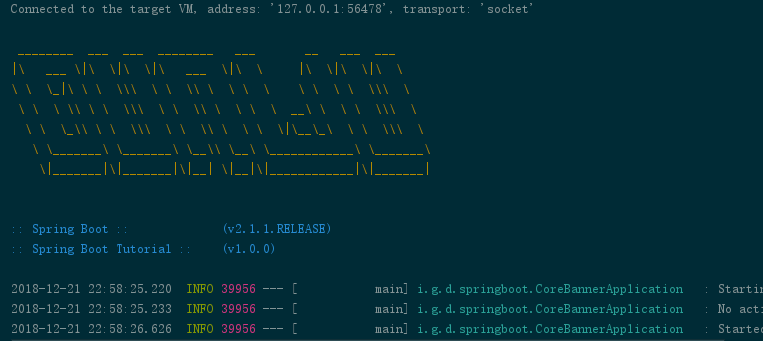 Connected to the target VM, address: '127.0.0.1:56478', transport: 'socket'
:: Spring Boot :: (v2.1.1.RELEASE)
:: Spring Boot Tutorial :: (v1.0.0)
2018-12-21 22:58:25.220 INFO 39956 --- [ main] i.g.d.springboot.CoreBannerApplication : Startin
2018-12-21 22:58:25.233 INFO 39956 --- [ main] i.g.d.springboot.CoreBannerApplication : No acti
2018-12-21 22:58:26.626 INFO 39956 --- [ main] i.g.d.springboot.CoreBannerApplication : Started